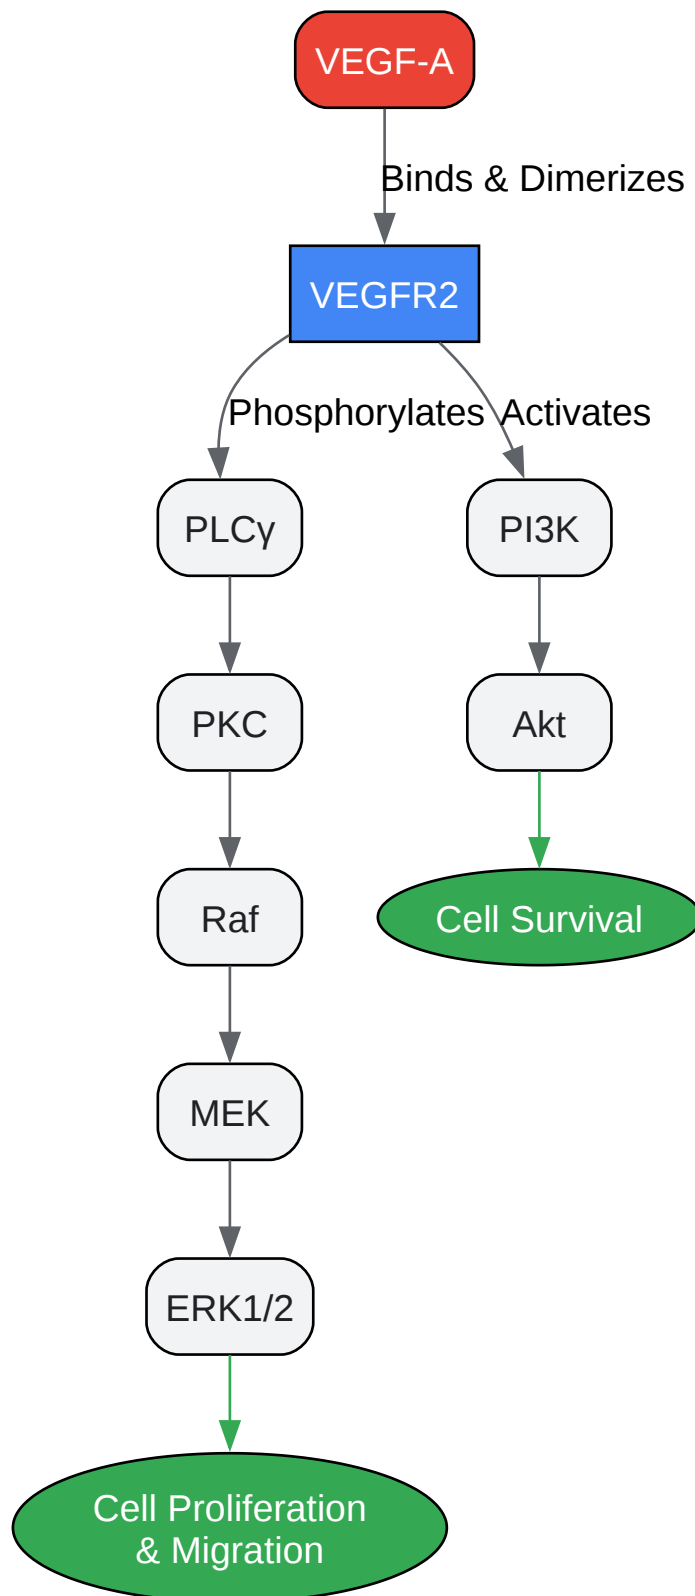 VEGF-A
Binds & Dimerizes
VEGFR2
Phosphorylates
Activates
PLCγ
PI3K
PKC
Akt
Raf
Cell Survival
MEK
ERK1/2
Cell Proliferation
& Migration